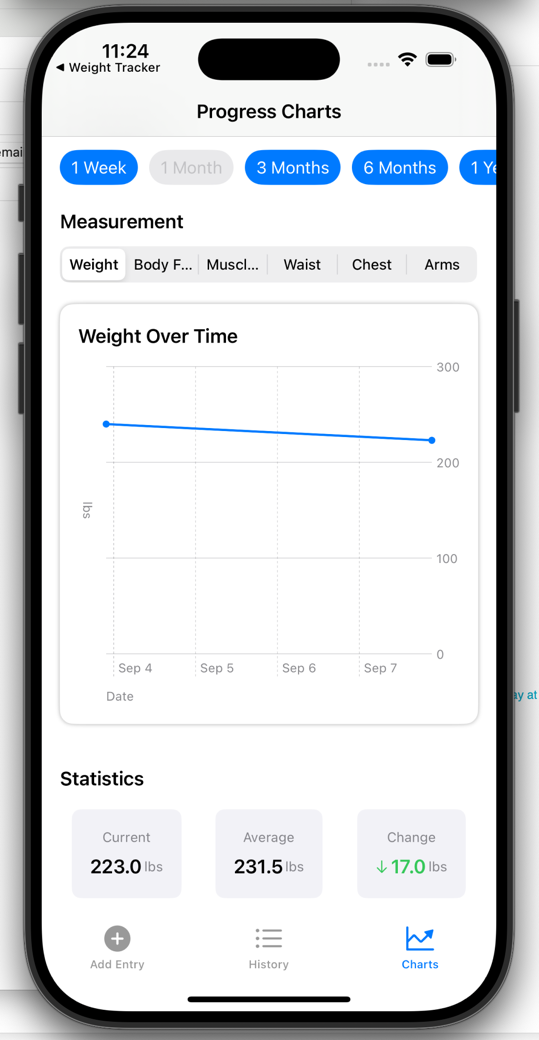 11:24
◀ Weight Tracker
Progress Charts
1 Week
1 Month
3 Months
6 Months
1 Ye
Measurement
Weight
Body F...
Muscl...
Waist
Chest
Arms
Weight Over Time
300
200
100
0
lbs
Sep 4
Sep 5
Sep 6
Sep 7
Date
Statistics
Current
223.0 lbs
Average
231.5 lbs
Change
↓ 17.0 lbs
Add Entry
History
Charts
emai
ay at